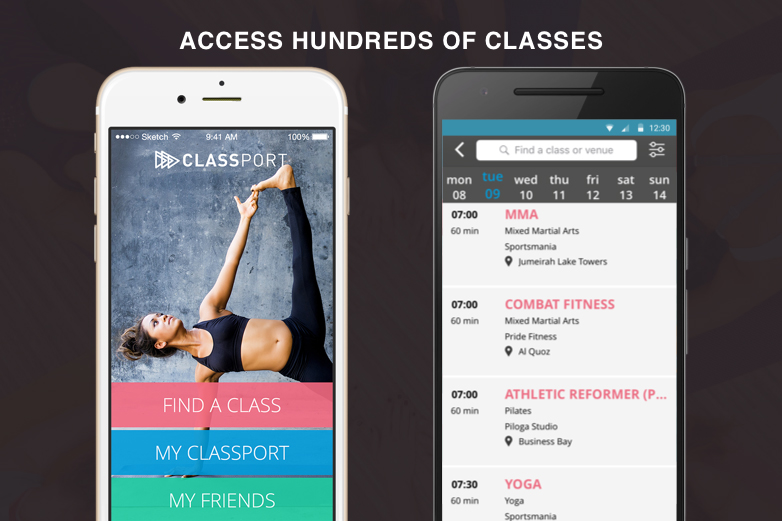 ACCESS HUNDREDS OF CLASSES
Sketch 9:41 AM 100%
CLASSPORT
FIND A CLASS
MY CLASSPORT
MY FRIENDS
12:30
Find a class or venue
mon tue wed thu fri sat sun
08 09 10 11 12 13 14
07:00 MMA
60 min Mixed Martial Arts
Sportsmania
Jumeirah Lake Towers
07:00 COMBAT FITNESS
60 min Mixed Martial Arts
Pride Fitness
Al Quoz
07:00 ATHLETIC REFORMER (P...
60 min Pilates
Piloga Studio
Business Bay
07:30 YOGA
60 min Yoga
Sportsmania